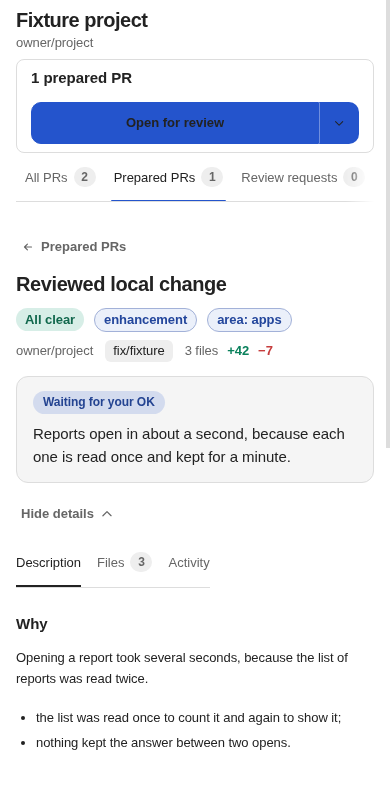 Fixture project
owner/project
1 prepared PR
Open for review
All PRs 2 Prepared PRs 1 Review requests 0
← Prepared PRs
Reviewed local change
All clear enhancement area: apps
owner/project fix/fixture 3 files +42 −7
Waiting for your OK
Reports open in about a second, because each
one is read once and kept for a minute.
Hide details
Description Files 3 Activity
Why
Opening a report took several seconds, because the list of
reports was read twice.
• the list was read once to count it and again to show it;
• nothing kept the answer between two opens.